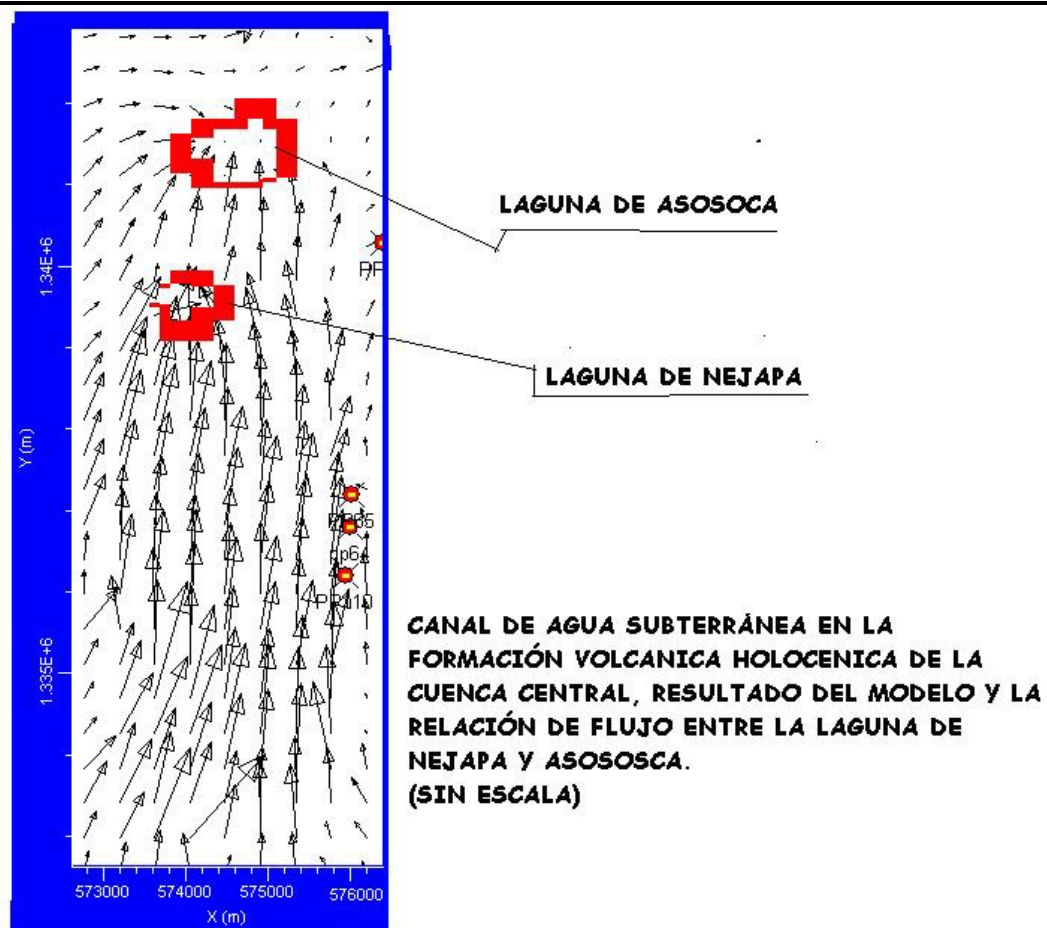 LAGUNA DE ASOSOCA
1.34E+6
PP
LAGUNA DE NEJAPA
Y (m)
pp6
1.335E+6
CANAL DE AGUA SUBTERRÁNEA EN LA
FORMACIÓN VOLCANICA HOLOCENICA DE LA
CUENCA CENTRAL, RESULTADO DEL MODELO Y LA
RELACIÓN DE FLUJO ENTRE LA LAGUNA DE
NEJAPA Y ASOSOSCA.
(SIN ESCALA)
573000 574000 575000 576000
X (m)